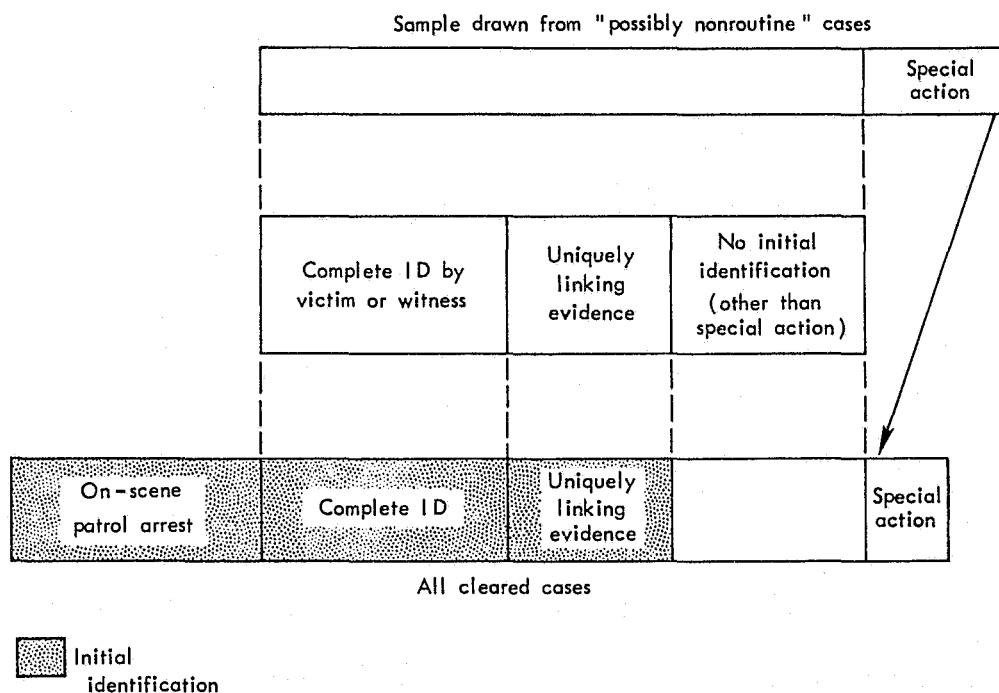 Sample drawn from "possibly nonroutine" cases
Special
action
Complete ID by
victim or witness
Uniquely
linking
evidence
No initial
identification
(other than
special action)
On-scene
patrol arrest
Complete ID
Uniquely
linking
evidence
Special
action
All cleared cases
Initial
identification